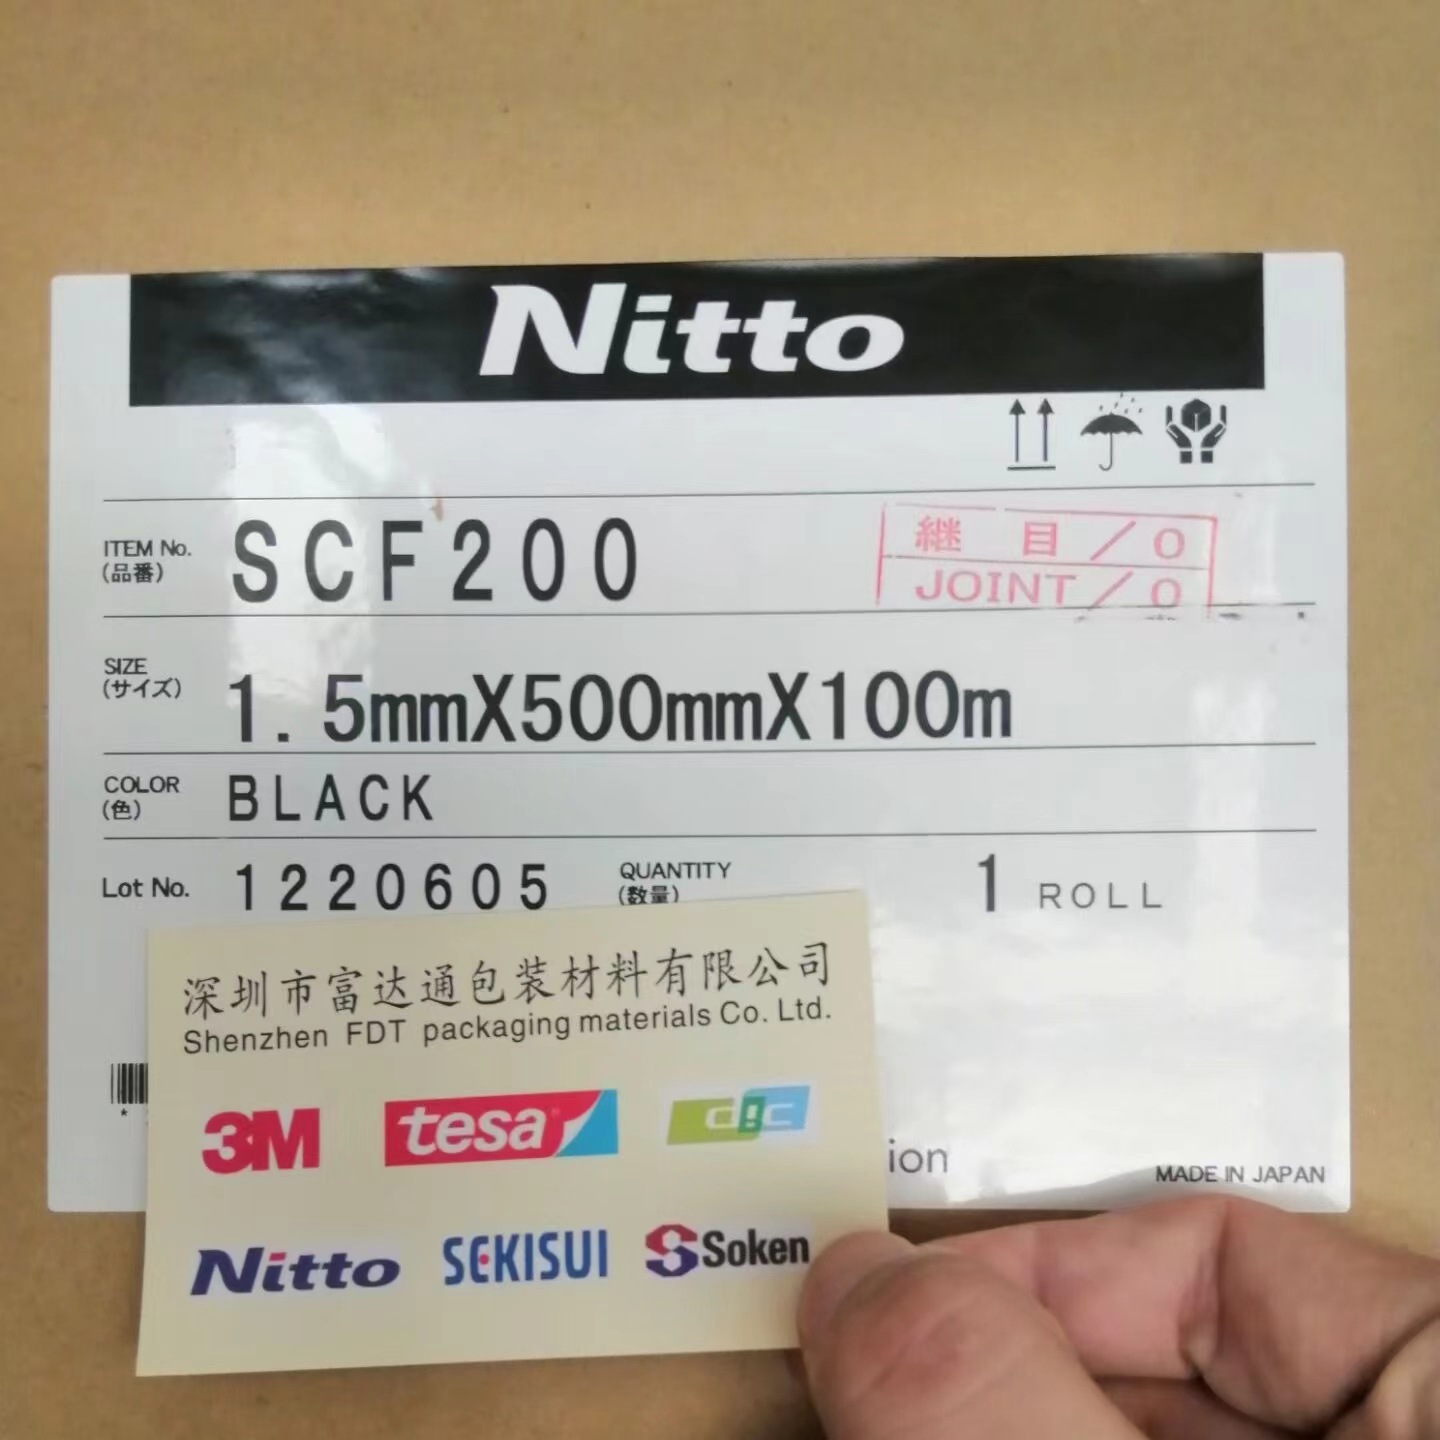 Nitto
ITEM No.
(品番)
SCF200
継 目 / 0
JOINT / 0
SIZE
(サイズ)
1.5mmX500mmX100m
COLOR
(色)
BLACK
Lot No. 1220605
QUANTITY
(数量)
1 ROLL
深圳市富达通包装材料有限公司
Shenzhen FDT packaging materials Co. Ltd.
3M tesa cBc
Nitto SEKISUI Soken
ion
MADE IN JAPAN